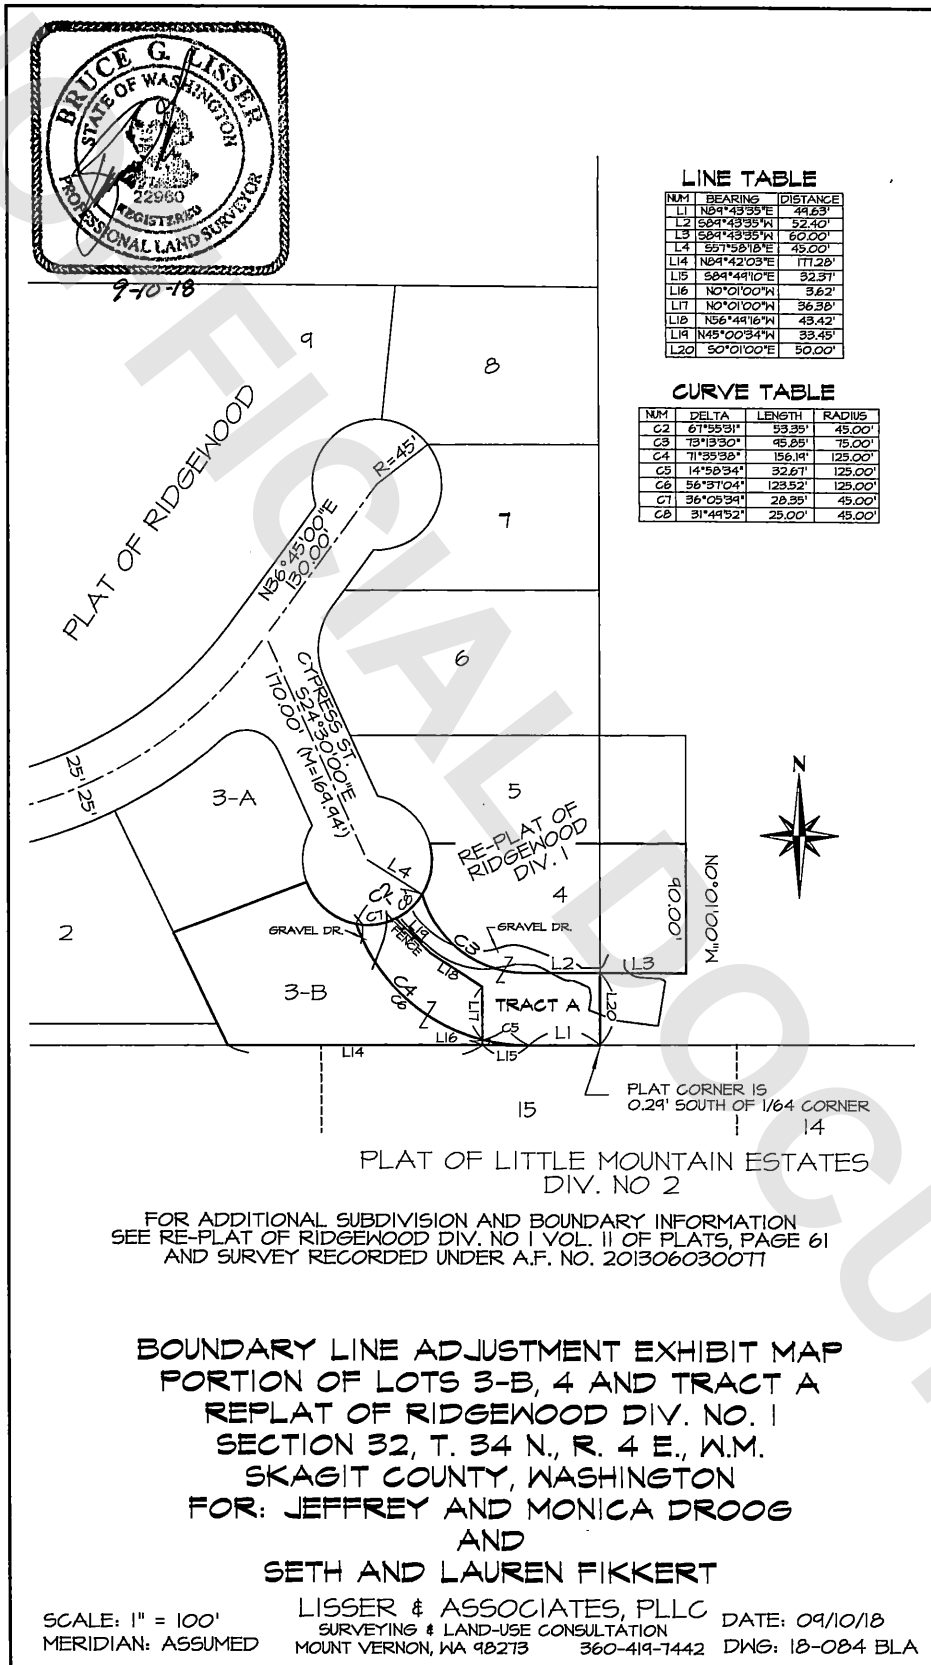 BRUCE G. LISSER
STATE OF WASHINGTON
22960
REGISTERED
PROFESSIONAL LAND SURVEYOR
9-10-18
LINE TABLE
NUM BEARING DISTANCE
L1 N89°43'35"E 49.63'
L2 S89°43'35"W 52.40'
L3 S89°43'35"W 60.00'
L4 S57°58'18"E 45.00'
L14 N89°42'03"E 177.28'
L15 S89°49'10"E 32.37'
L16 N0°01'00"W 3.62'
L17 N0°01'00"W 36.38'
L18 N56°49'16"W 43.42'
L19 N45°00'34"W 33.45'
L20 S0°01'00"E 50.00'
CURVE TABLE
NUM DELTA LENGTH RADIUS
C2 67°55'31" 53.35' 45.00'
C3 73°13'30" 95.85' 75.00'
C4 71°35'38" 156.19' 125.00'
C5 14°58'34" 32.67' 125.00'
C6 56°37'04" 123.52' 125.00'
C7 36°05'39" 28.35' 45.00'
C8 31°49'52" 25.00' 45.00'
9
8
PLAT OF RIDGEWOOD
R=45'
7
N36°45'00"E
130.00'
6
CYPRESS ST.
S24°30'00"E
170.00' (M=169.94')
25' 25'
3-A
5
RE-PLAT OF
RIDGEWOOD
DIV. 1
N
L4
4
90.00'
N0°01'00"W
C2
C8
C7
2
GRAVEL DR.
L19
FENCE
C3
GRAVEL DR.
L18
L2
L3
3-B
C4
C6
L17
TRACT A
L20
L16
C5
L1
L14
L15
PLAT CORNER IS
0.29' SOUTH OF 1/64 CORNER
15
14
PLAT OF LITTLE MOUNTAIN ESTATES
DIV. NO 2
FOR ADDITIONAL SUBDIVISION AND BOUNDARY INFORMATION
SEE RE-PLAT OF RIDGEWOOD DIV. NO 1 VOL. 11 OF PLATS, PAGE 61
AND SURVEY RECORDED UNDER A.F. NO. 201306030077
BOUNDARY LINE ADJUSTMENT EXHIBIT MAP
PORTION OF LOTS 3-B, 4 AND TRACT A
REPLAT OF RIDGEWOOD DIV. NO. 1
SECTION 32, T. 34 N., R. 4 E., W.M.
SKAGIT COUNTY, WASHINGTON
FOR: JEFFREY AND MONICA DROOG
AND
SETH AND LAUREN FIKKERT
SCALE: 1" = 100'
MERIDIAN: ASSUMED
LISSER & ASSOCIATES, PLLC
SURVEYING & LAND-USE CONSULTATION
MOUNT VERNON, WA 98273 360-419-7442
DATE: 09/10/18
DWG: 18-084 BLA